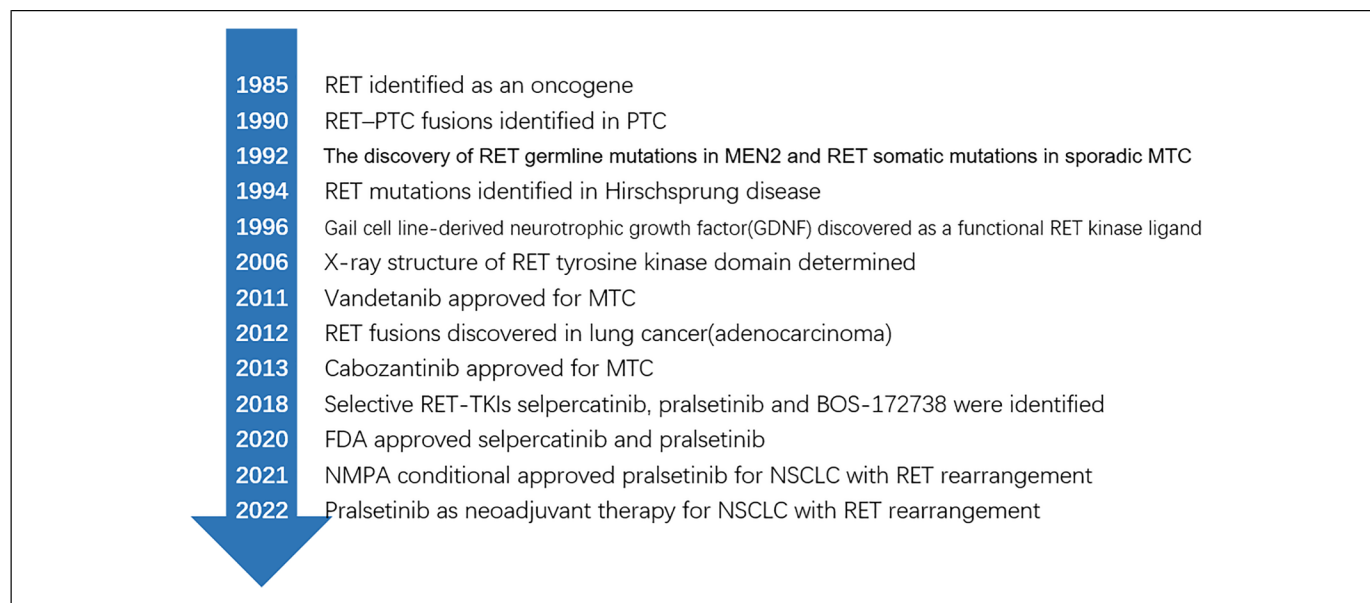 1985 RET identified as an oncogene
1990 RET–PTC fusions identified in PTC
1992 The discovery of RET germline mutations in MEN2 and RET somatic mutations in sporadic MTC
1994 RET mutations identified in Hirschsprung disease
1996 Gail cell line-derived neurotrophic growth factor(GDNF) discovered as a functional RET kinase ligand
2006 X-ray structure of RET tyrosine kinase domain determined
2011 Vandetanib approved for MTC
2012 RET fusions discovered in lung cancer(adenocarcinoma)
2013 Cabozantinib approved for MTC
2018 Selective RET-TKIs selpercatinib, pralsetinib and BOS-172738 were identified
2020 FDA approved selpercatinib and pralsetinib
2021 NMPA conditional approved pralsetinib for NSCLC with RET rearrangement
2022 Pralsetinib as neoadjuvant therapy for NSCLC with RET rearrangement